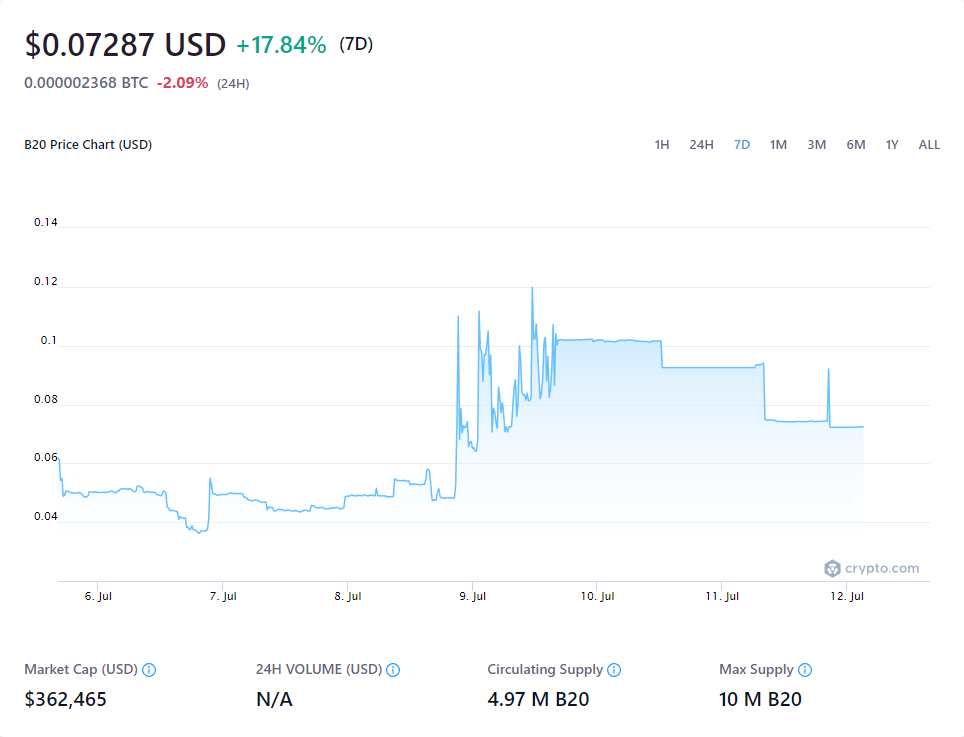 $0.07287 USD +17.84% (7D)
0.000002368 BTC -2.09% (24H)
B20 Price Chart (USD) 1H 24H 7D 1M 3M 6M 1Y ALL
0.14
0.12
0.1
0.08
0.06
0.04
crypto.com
6. Jul 7. Jul 8. Jul 9. Jul 10. Jul 11. Jul 12. Jul
Market Cap (USD) 24H VOLUME (USD) Circulating Supply Max Supply
$362,465 N/A 4.97 M B20 10 M B20